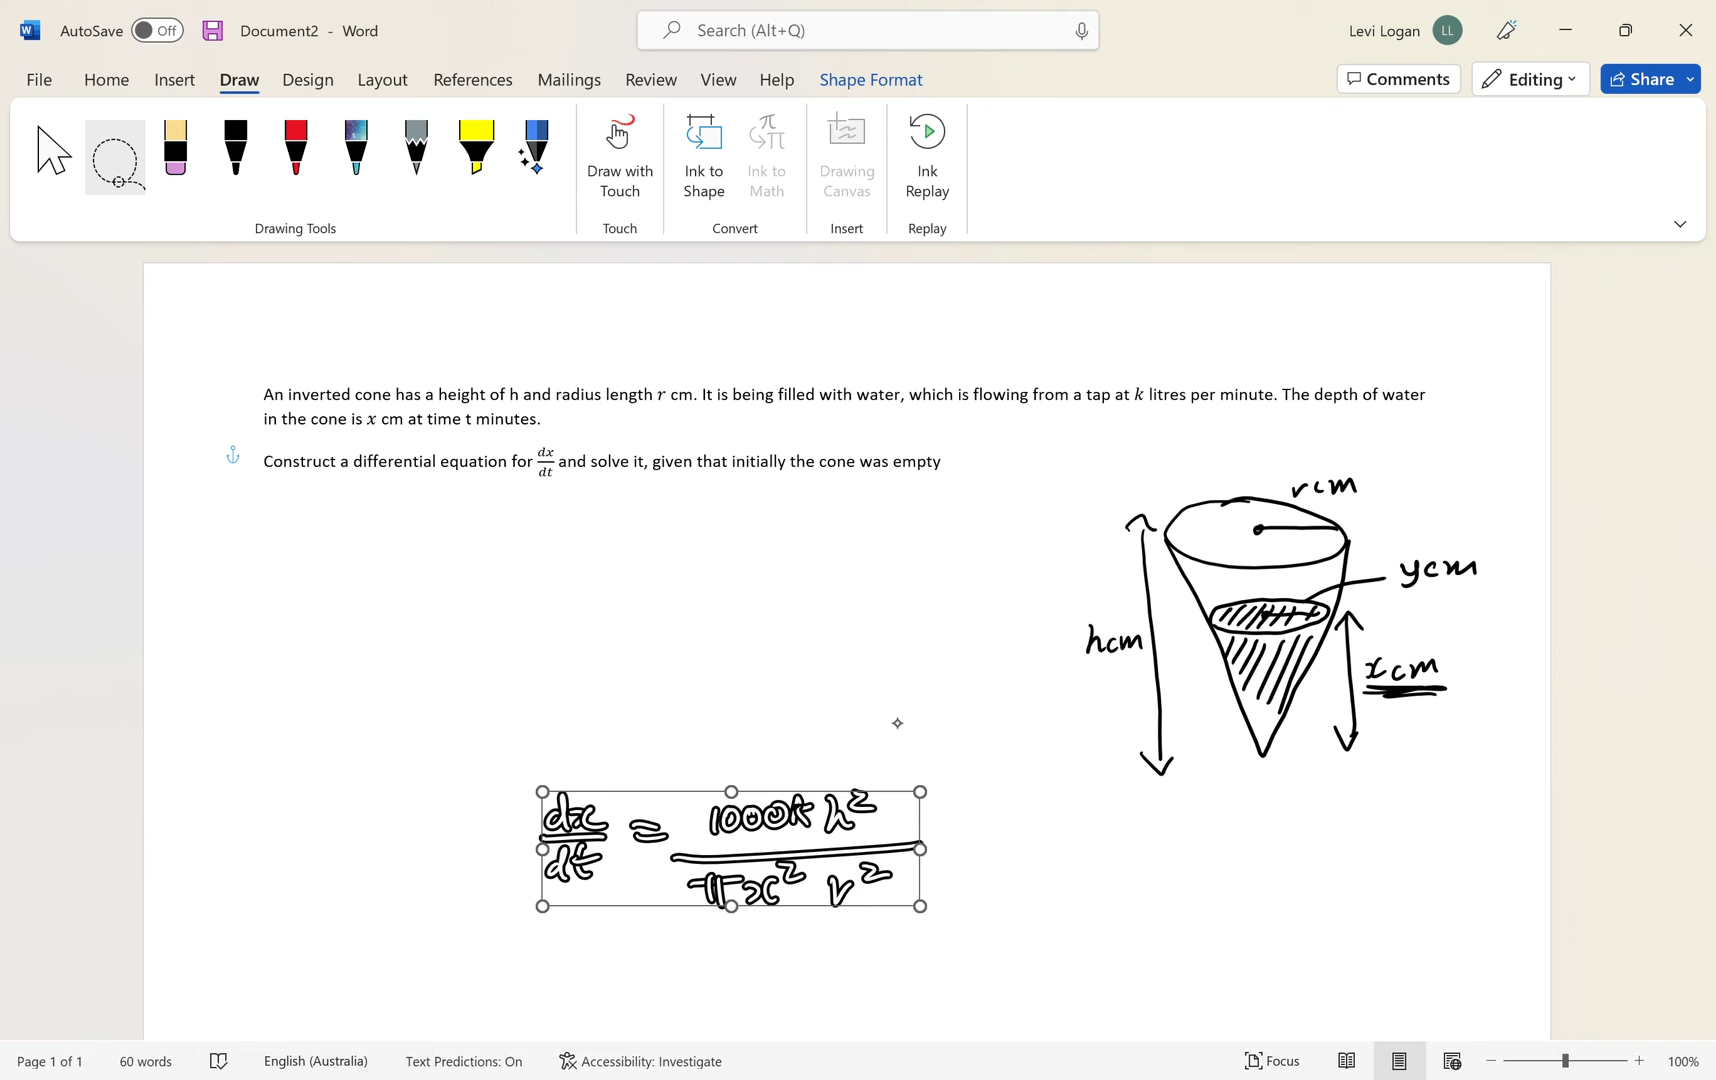 AutoSave Off Document2 - Word Search (Alt+Q) Levi Logan LL
File Home Insert Draw Design Layout References Mailings Review View Help Shape Format Comments Editing Share
Draw with Touch
Ink to Shape
Ink to Math
Drawing Canvas
Ink Replay
Drawing Tools Touch Convert Insert Replay
An inverted cone has a height of h and radius length r cm. It is being filled with water, which is flowing from a tap at k litres per minute. The depth of water
in the cone is x cm at time t minutes.
Construct a differential equation for dx/dt and solve it, given that initially the cone was empty
rcm
ycm
hcm
xcm
dx/dt = 1000k h²/πx² r²
Page 1 of 1 60 words English (Australia) Text Predictions: On Accessibility: Investigate Focus 100%